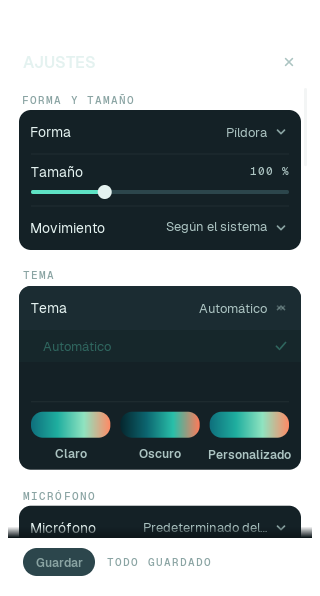 AJUSTES
FORMA Y TAMAÑO
Forma Píldora
Tamaño 100 %
Movimiento Según el sistema
TEMA
Tema Automático
Automático
Claro Oscuro Personalizado
MICRÓFONO
Micrófono Predeterminado del…
Guardar TODO GUARDADO